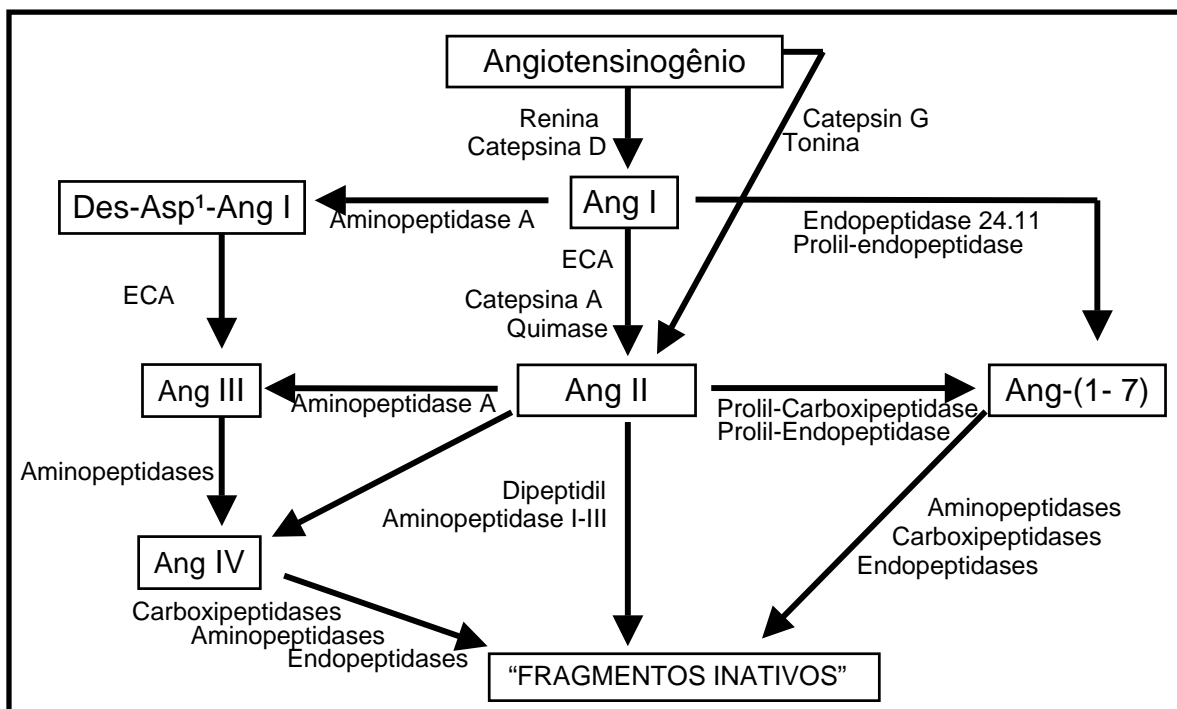 Angiotensinogênio
Renina
Catepsina D
Catepsin G
Tonina
Des-Asp¹-Ang I
Aminopeptidase A
Ang I
Endopeptidase 24.11
Prolil-endopeptidase
ECA
ECA
Catepsina A
Quimase
Ang III
Aminopeptidase A
Ang II
Prolil-Carboxipeptidase
Prolil-Endopeptidase
Ang-(1- 7)
Aminopeptidases
Dipeptidil
Aminopeptidase I-III
Aminopeptidases
Carboxipeptidases
Endopeptidases
Ang IV
Carboxipeptidases
Aminopeptidases
Endopeptidases
“FRAGMENTOS INATIVOS”